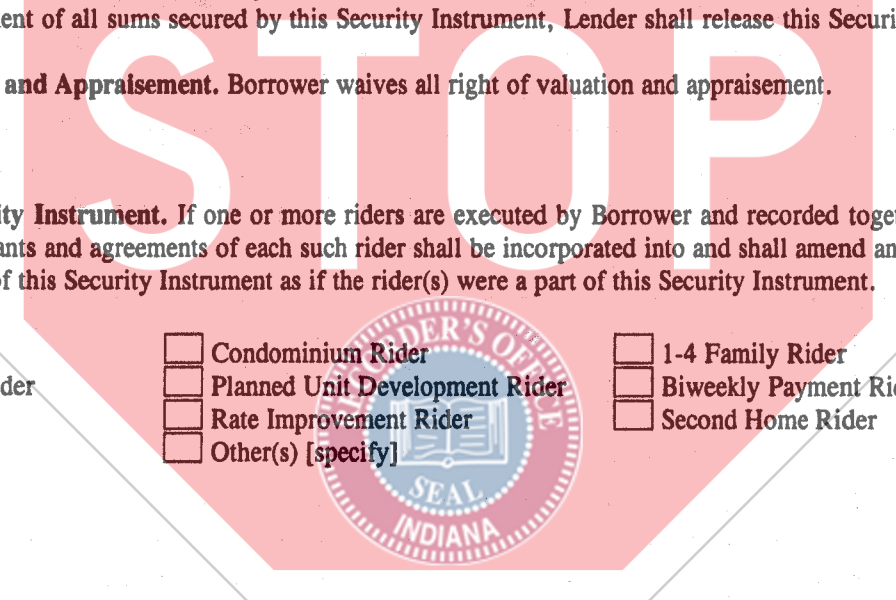 ent of all sums secured by this Security Instrument, Lender shall release this Securi
and Appraisement. Borrower waives all right of valuation and appraisement.
STOP
ity Instrument. If one or more riders are executed by Borrower and recorded toge
ants and agreements of each such rider shall be incorporated into and shall amend an
f this Security Instrument as if the rider(s) were a part of this Security Instrument.
Condominium Rider 1-4 Family Rider
der Planned Unit Development Rider Biweekly Payment Ri
Rate Improvement Rider Second Home Rider
Other(s) [specify]
RECORDER'S OFFICE
SEAL
INDIANA